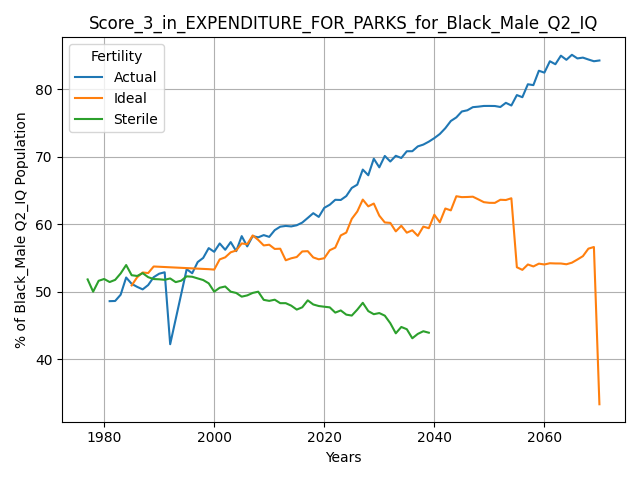 Score_3_in_EXPENDITURE_FOR_PARKS_for_Black_Male_Q2_IQ
Fertility
Actual
Ideal
Sterile
% of Black_Male Q2_IQ Population
80
70
60
50
40
1980
2000
2020
2040
2060
Years